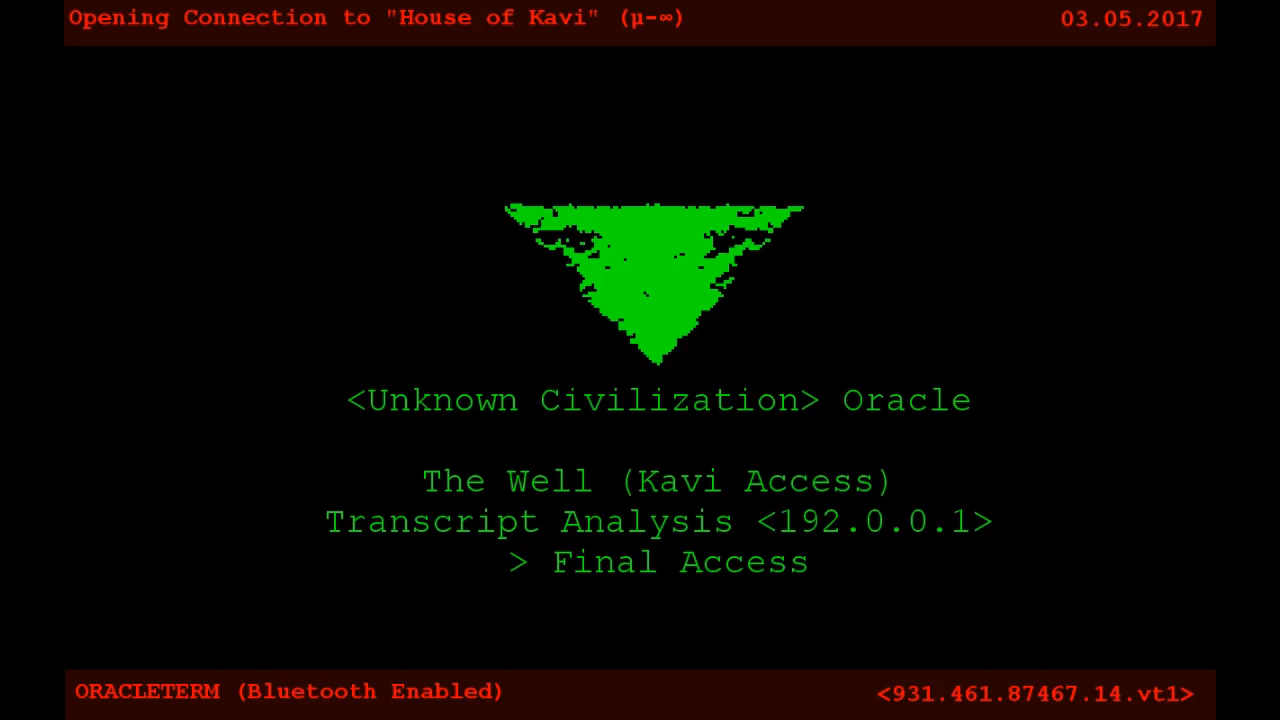 Opening Connection to "House of Kavi" (µ-∞)
03.05.2017
<Unknown Civilization> Oracle
The Well (Kavi Access)
Transcript Analysis <192.0.0.1>
> Final Access
ORACLETERM (Bluetooth Enabled)
<931.461.87467.14.vt1>